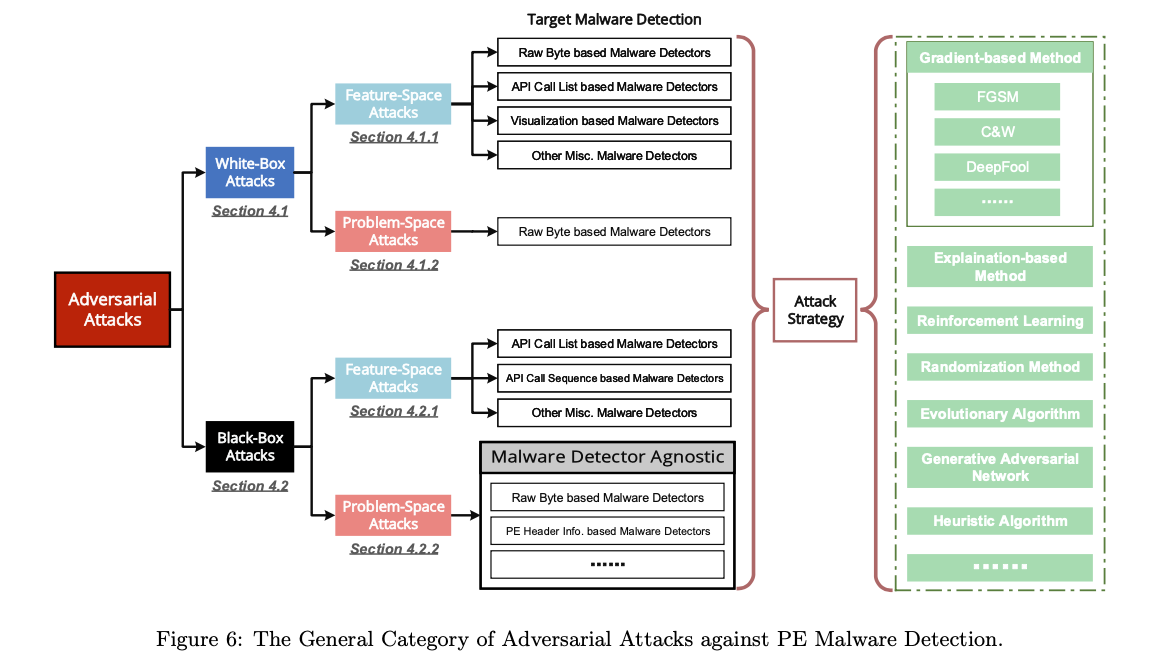 Target Malware Detection
Adversarial
Attacks
White-Box
Attacks
Section 4.1
Feature-Space
Attacks
Section 4.1.1
Raw Byte based Malware Detectors
API Call List based Malware Detectors
Visualization based Malware Detectors
Other Misc. Malware Detectors
Problem-Space
Attacks
Section 4.1.2
Raw Byte based Malware Detectors
Black-Box
Attacks
Section 4.2
Feature-Space
Attacks
Section 4.2.1
API Call List based Malware Detectors
API Call Sequence based Malware Detectors
Other Misc. Malware Detectors
Problem-Space
Attacks
Section 4.2.2
Malware Detector Agnostic
Raw Byte based Malware Detectors
PE Header Info. based Malware Detectors
......
Attack
Strategy
Gradient-based Method
FGSM
C&W
DeepFool
......
Explaination-based
Method
Reinforcement Learning
Randomization Method
Evolutionary Algorithm
Generative Adversarial
Network
Heuristic Algorithm
......
Figure 6: The General Category of Adversarial Attacks against PE Malware Detection.